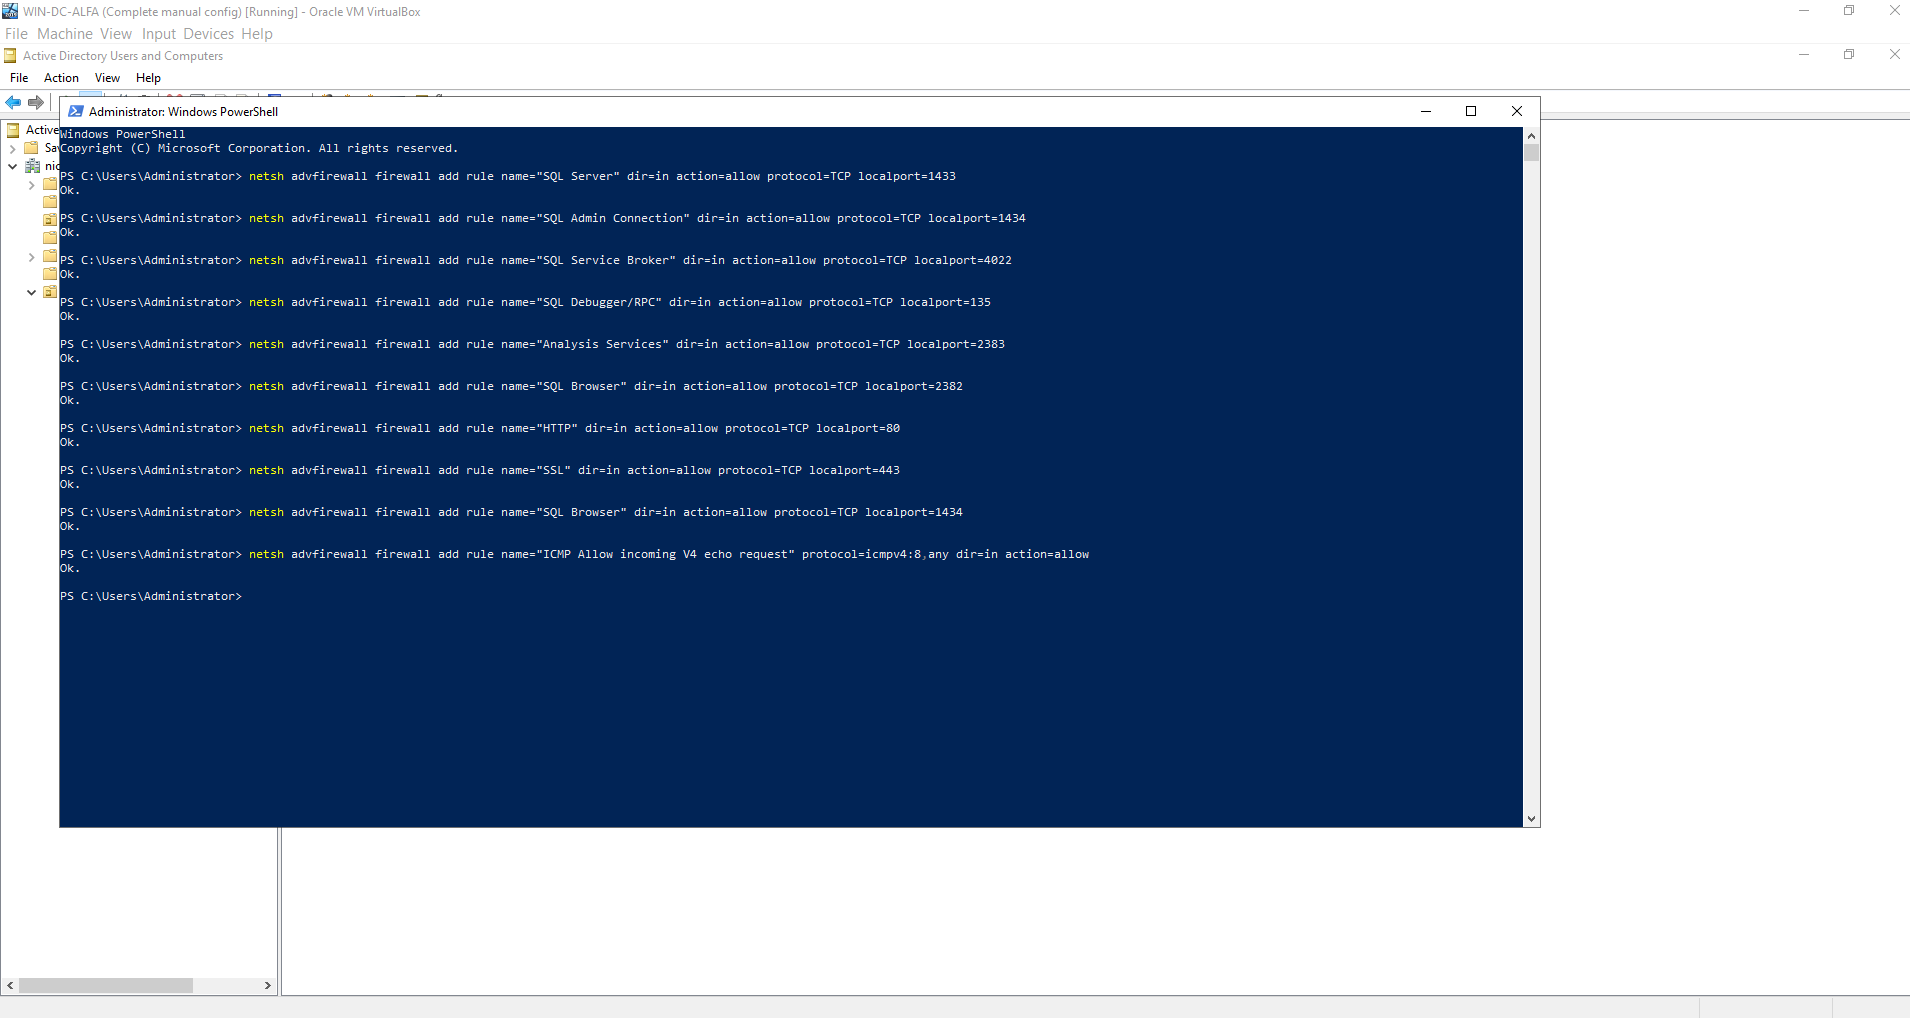 WIN-DC-ALFA (Complete manual config) [Running] - Oracle VM VirtualBox
File Machine View Input Devices Help
Active Directory Users and Computers
File Action View Help
Administrator: Windows PowerShell
Active
Sa
nic
Windows PowerShell
Copyright (C) Microsoft Corporation. All rights reserved.
PS C:\Users\Administrator> netsh advfirewall firewall add rule name="SQL Server" dir=in action=allow protocol=TCP localport=1433
Ok.
PS C:\Users\Administrator> netsh advfirewall firewall add rule name="SQL Admin Connection" dir=in action=allow protocol=TCP localport=1434
Ok.
PS C:\Users\Administrator> netsh advfirewall firewall add rule name="SQL Service Broker" dir=in action=allow protocol=TCP localport=4022
Ok.
PS C:\Users\Administrator> netsh advfirewall firewall add rule name="SQL Debugger/RPC" dir=in action=allow protocol=TCP localport=135
Ok.
PS C:\Users\Administrator> netsh advfirewall firewall add rule name="Analysis Services" dir=in action=allow protocol=TCP localport=2383
Ok.
PS C:\Users\Administrator> netsh advfirewall firewall add rule name="SQL Browser" dir=in action=allow protocol=TCP localport=2382
Ok.
PS C:\Users\Administrator> netsh advfirewall firewall add rule name="HTTP" dir=in action=allow protocol=TCP localport=80
Ok.
PS C:\Users\Administrator> netsh advfirewall firewall add rule name="SSL" dir=in action=allow protocol=TCP localport=443
Ok.
PS C:\Users\Administrator> netsh advfirewall firewall add rule name="SQL Browser" dir=in action=allow protocol=TCP localport=1434
Ok.
PS C:\Users\Administrator> netsh advfirewall firewall add rule name="ICMP Allow incoming V4 echo request" protocol=icmpv4:8,any dir=in action=allow
Ok.
PS C:\Users\Administrator>